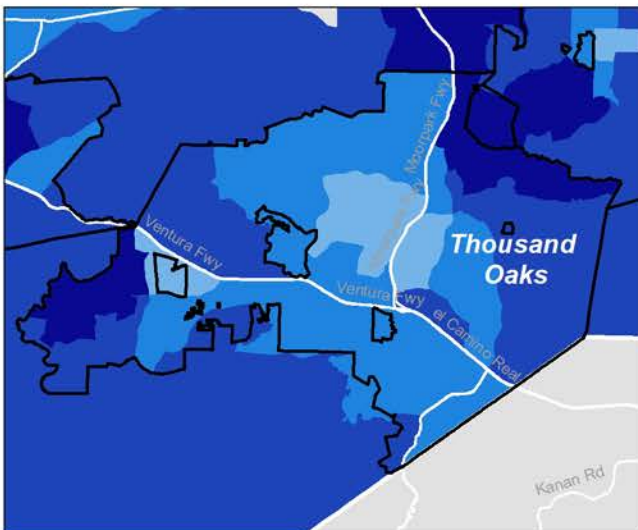 Moorpark Fwy
Ventura Fwy
Thousand
Oaks
Ventura Fwy
el Camino Real
Kanan Rd